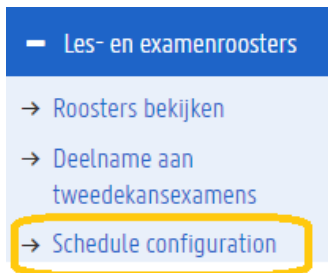 Les- en examenroosters
→ Roosters bekijken
→ Deelname aan
tweedekansexamens
→ Schedule configuration